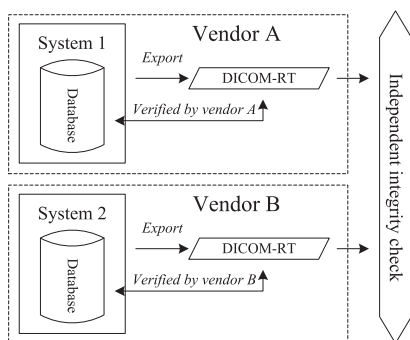 Vendor A
System 1
Database
Export
DICOM-RT
Verified by vendor A
Vendor B
System 2
Database
Export
DICOM-RT
Verified by vendor B
Independent integrity check